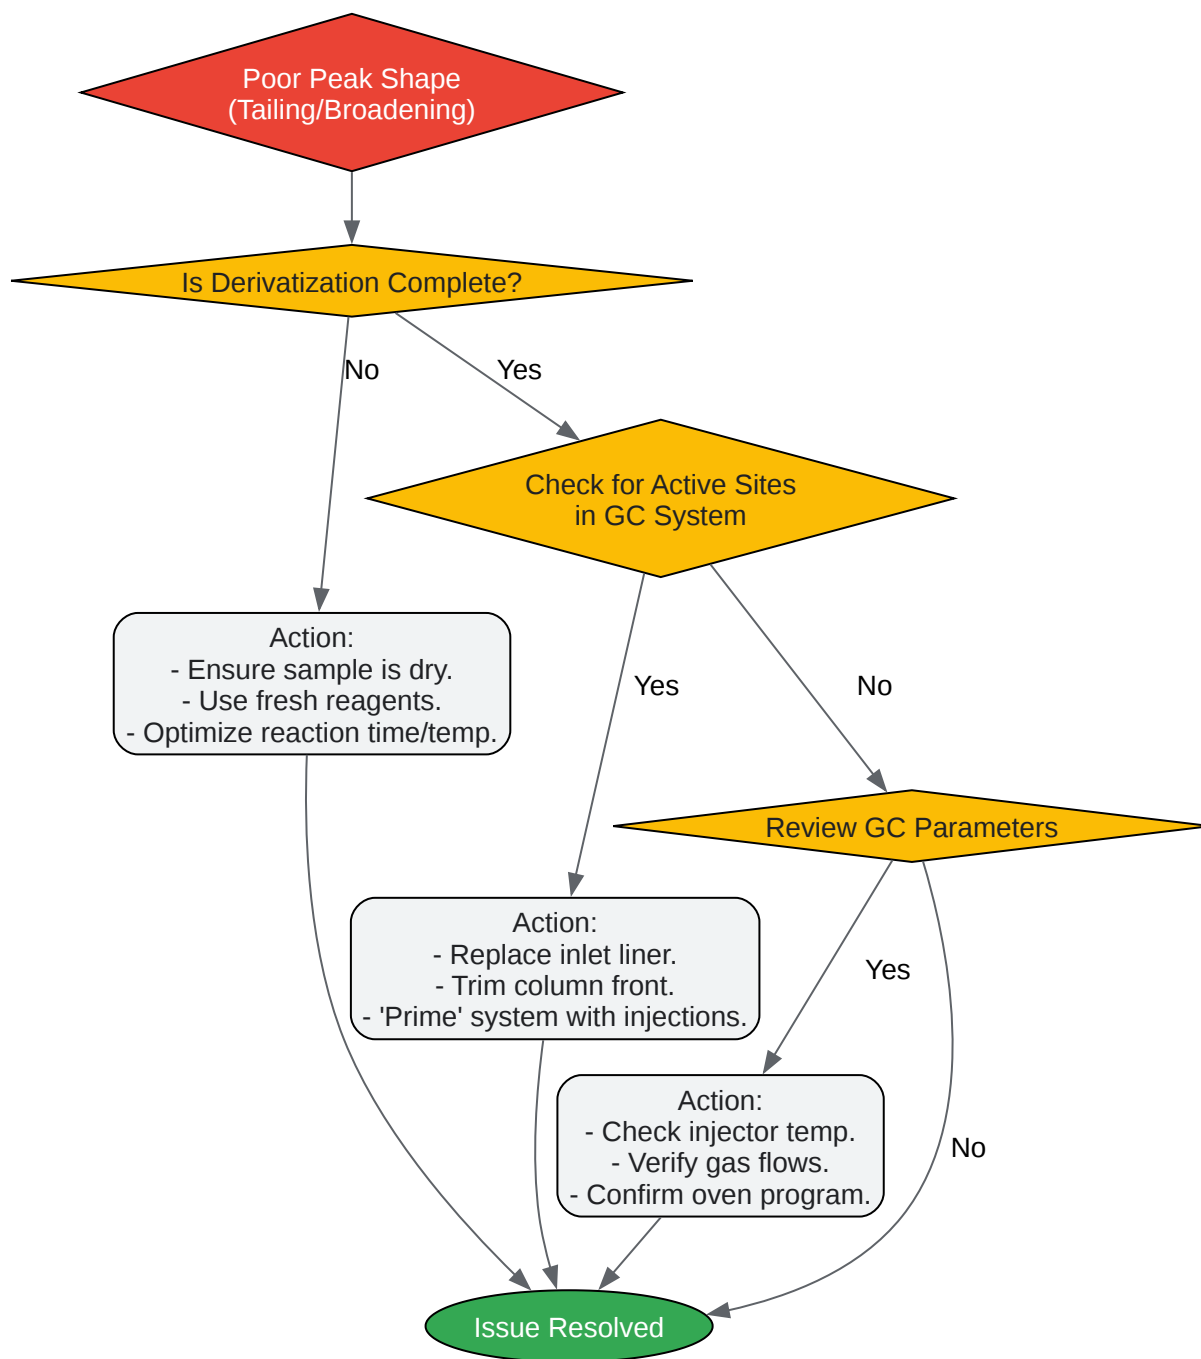 Poor Peak Shape
(Tailing/Broadening)
Is Derivatization Complete?
No
Yes
Check for Active Sites
in GC System
Action:
- Ensure sample is dry.
- Use fresh reagents.
- Optimize reaction time/temp.
Yes
No
Review GC Parameters
Action:
- Replace inlet liner.
- Trim column front.
- 'Prime' system with injections.
Yes
Action:
- Check injector temp.
- Verify gas flows.
- Confirm oven program.
No
Issue Resolved